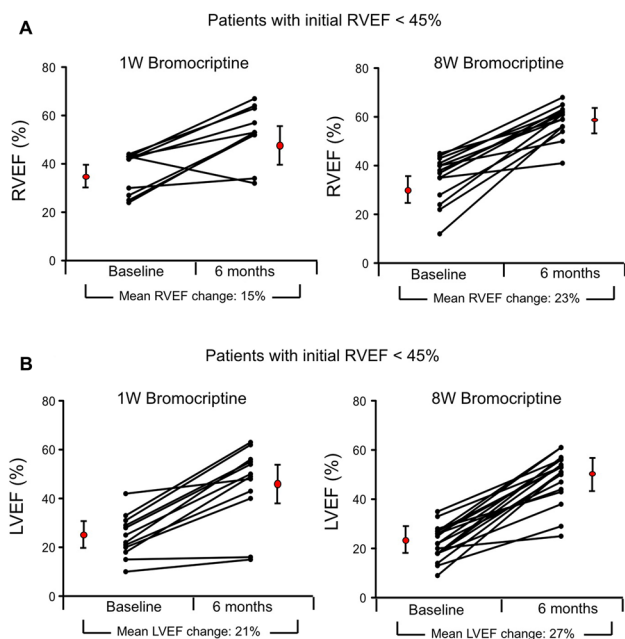 A
Patients with initial RVEF < 45%
1W Bromocriptine
8W Bromocriptine
RVEF (%)
80
60
40
20
0
Baseline
6 months
Mean RVEF change: 15%
RVEF (%)
80
60
40
20
0
Baseline
6 months
Mean RVEF change: 23%
B
Patients with initial RVEF < 45%
1W Bromocriptine
8W Bromocriptine
LVEF (%)
80
60
40
20
0
Baseline
6 months
Mean LVEF change: 21%
LVEF (%)
80
60
40
20
0
Baseline
6 months
Mean LVEF change: 27%